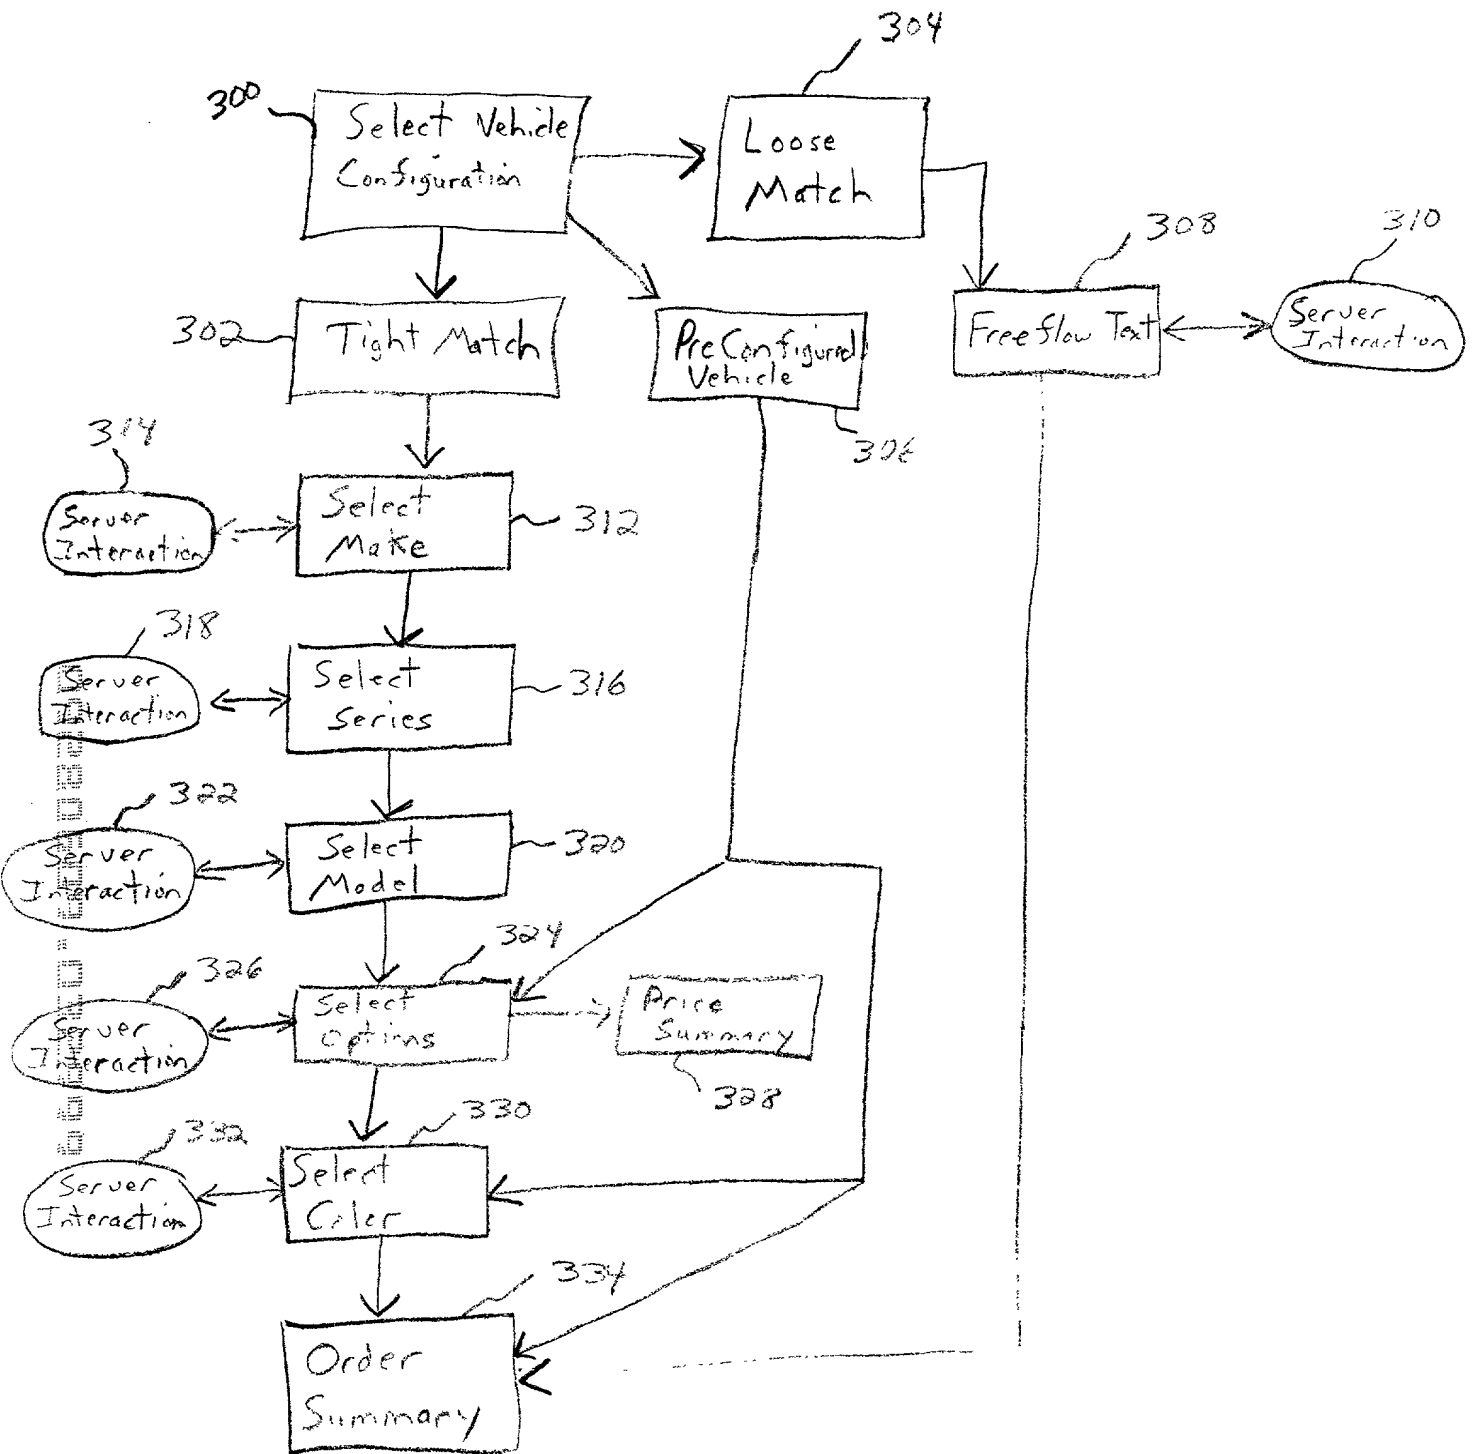 304
300
Select Vehicle
Configuration
Loose
Match
308
310
302
Tight Match
PreConfigured
Vehicle
306
Freeflow Text
Server
Interaction
314
Server
Interaction
Select
Make
312
318
Server
Interaction
Select
Series
316
322
Server
Interaction
Select
Model
320
324
326
Server
Interaction
Select
Options
Price
Summary
328
330
332
Server
Interaction
Select
Color
334
Order
Summary